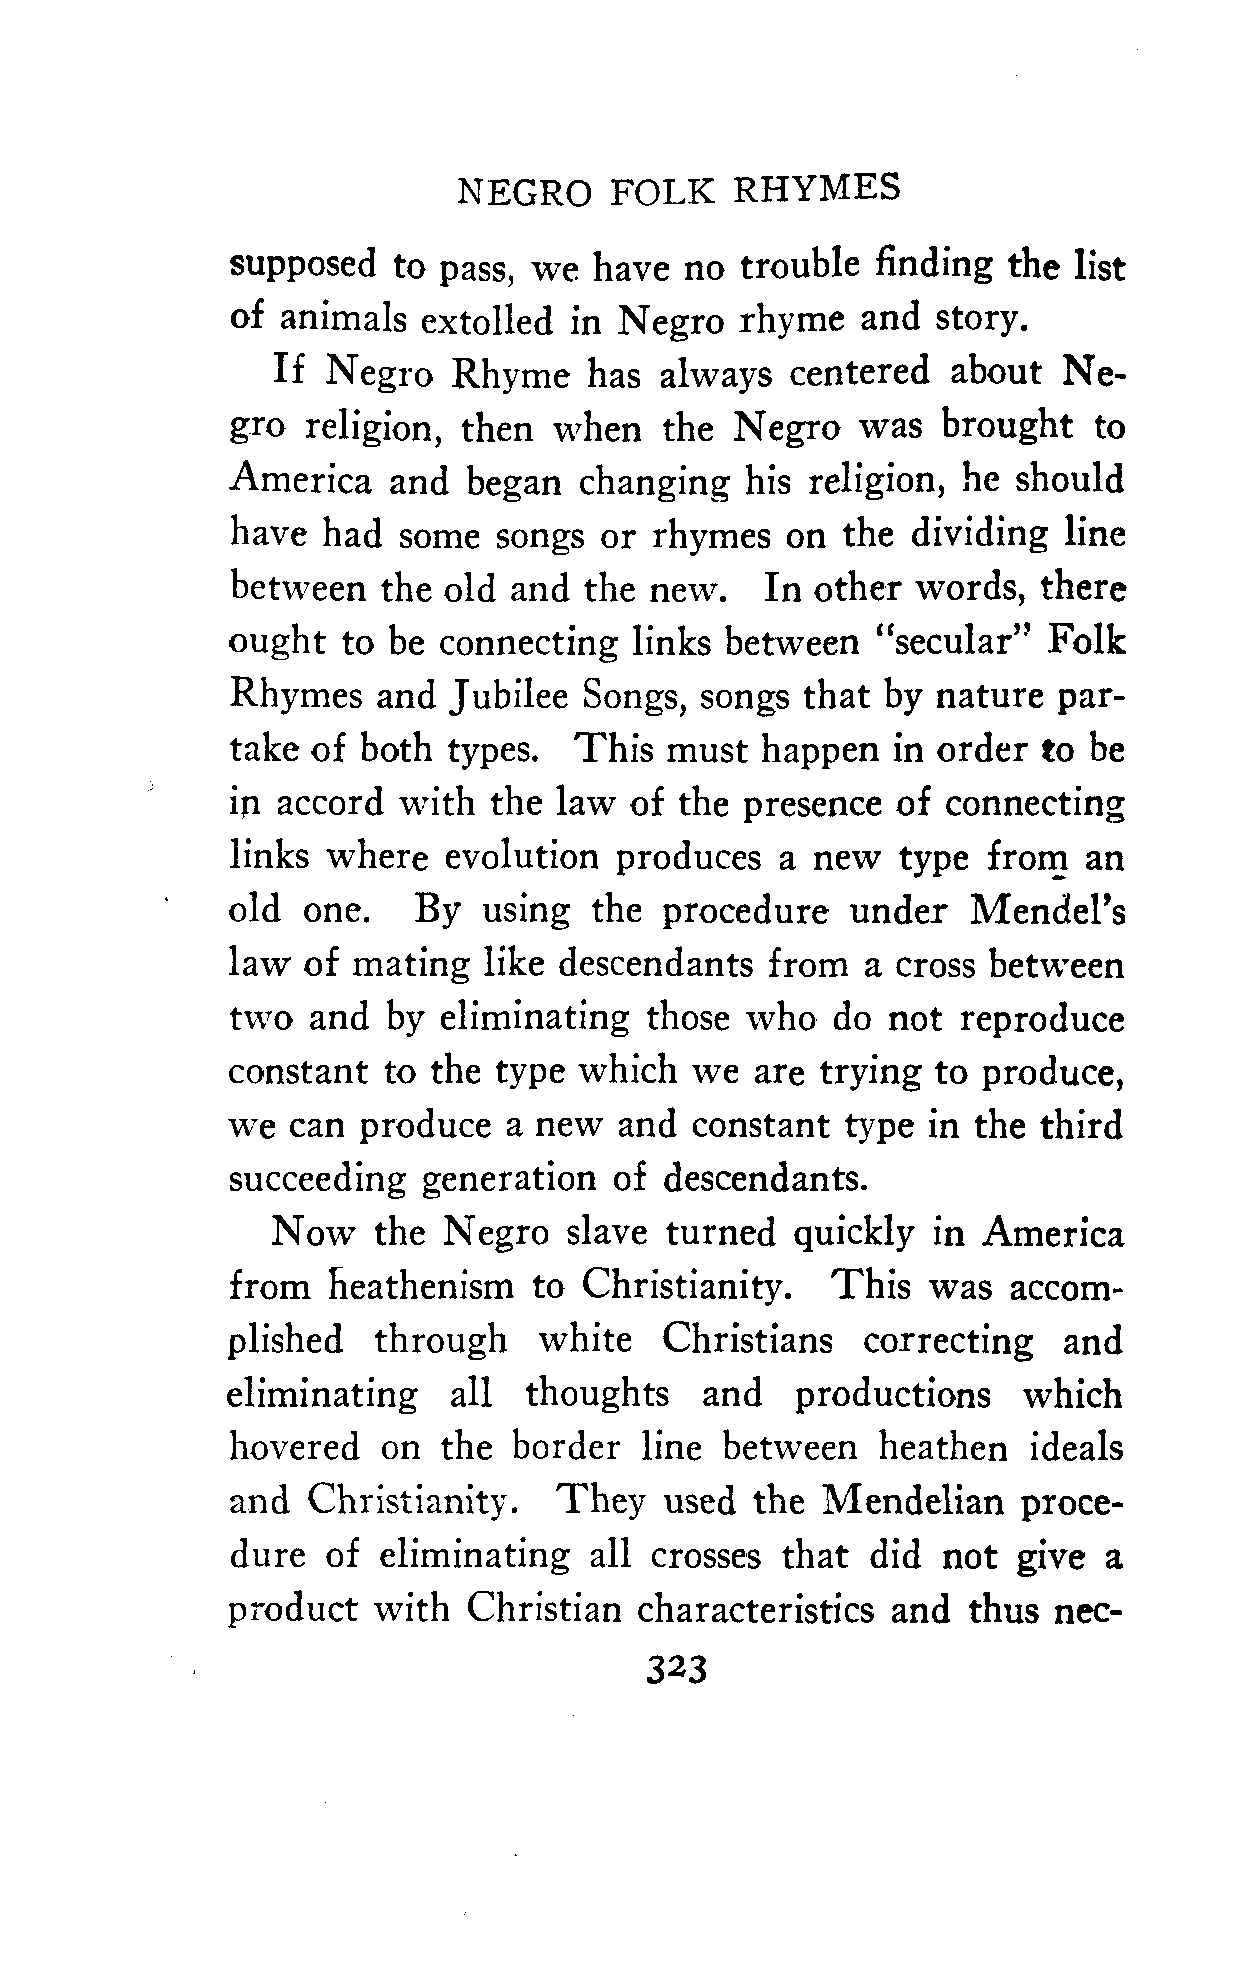 NEGRO FOLK RHYMES
supposed to pass, we have no trouble finding the list
of animals extolled in Negro rhyme and story.
If Negro Rhyme has always centered about Ne-
gro religion, then when the Negro was brought to
America and began changing his religion, he should
have had some songs or rhymes on the dividing line
between the old and the new. In other words, there
ought to be connecting links between "secular" Folk
Rhymes and Jubilee Songs, songs that by nature par-
take of both types. This must happen in order to be
in accord with the law of the presence of connecting
links where evolution produces a new type from an
old one. By using the procedure under Mendel's
law of mating like descendants from a cross between
two and by eliminating those who do not reproduce
constant to the type which we are trying to produce,
we can produce a new and constant type in the third
succeeding generation of descendants.
Now the Negro slave turned quickly in America
from heathenism to Christianity. This was accom-
plished through white Christians correcting and
eliminating all thoughts and productions which
hovered on the border line between heathen ideals
and Christianity. They used the Mendelian proce-
dure of eliminating all crosses that did not give a
product with Christian characteristics and thus nec-
323